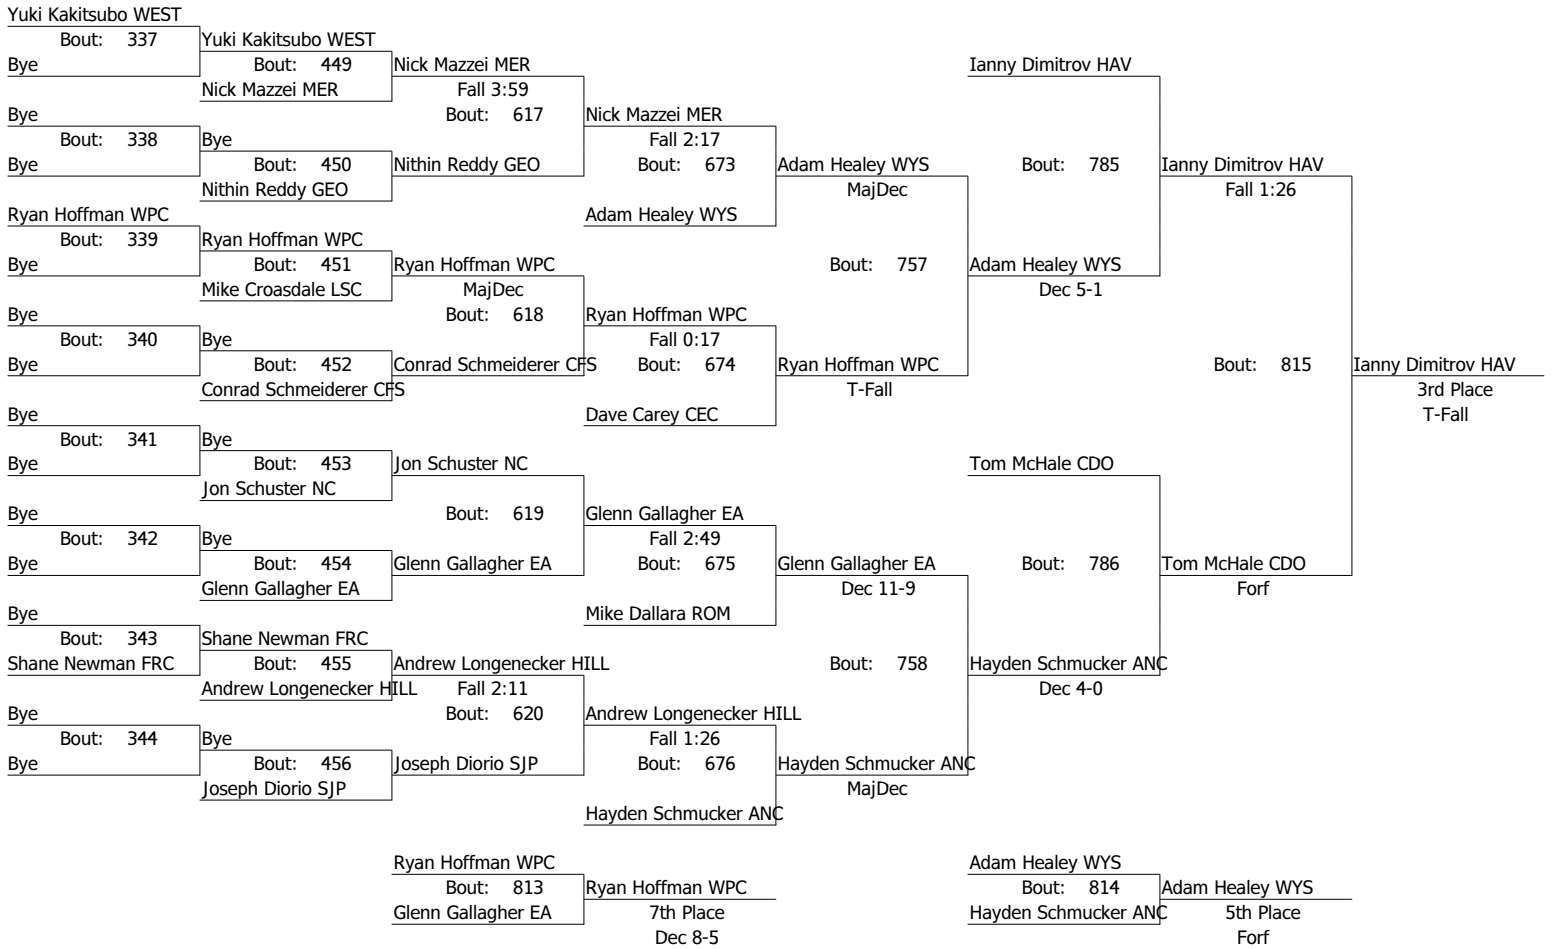 Yuki Kakitsubo WEST
Bout: 337
Bye
Bye
Bout: 338
Bye
Ryan Hoffman WPC
Bout: 339
Bye
Bye
Bout: 340
Bye
Bye
Bout: 341
Bye
Bye
Bout: 342
Bye
Bye
Bout: 343
Shane Newman FRC
Bye
Bout: 344
Bye
Yuki Kakitsubo WEST
Bout: 449
Nick Mazzei MER
Bye
Bout: 450
Nithin Reddy GEO
Ryan Hoffman WPC
Bout: 451
Mike Croasdale LSC
Bye
Bout: 452
Conrad Schmeiderer CFS
Bye
Bout: 453
Jon Schuster NC
Bye
Bout: 454
Glenn Gallagher EA
Shane Newman FRC
Bout: 455
Andrew Longenecker HILL
Bye
Bout: 456
Joseph Diorio SJP
Nick Mazzei MER
Fall 3:59
Bout: 617
Nithin Reddy GEO
Ryan Hoffman WPC
MajDec
Bout: 618
Conrad Schmeiderer CFS
Jon Schuster NC
Bout: 619
Glenn Gallagher EA
Andrew Longenecker HILL
Fall 2:11
Bout: 620
Joseph Diorio SJP
Nick Mazzei MER
Fall 2:17
Bout: 673
Adam Healey WYS
Ryan Hoffman WPC
Fall 0:17
Bout: 674
Dave Carey CEC
Glenn Gallagher EA
Fall 2:49
Bout: 675
Mike Dallara ROM
Andrew Longenecker HILL
Fall 1:26
Bout: 676
Hayden Schmucker ANC
Adam Healey WYS
MajDec
Bout: 757
Ryan Hoffman WPC
T-Fall
Glenn Gallagher EA
Dec 11-9
Bout: 758
Hayden Schmucker ANC
MajDec
Ianny Dimitrov HAV
Bout: 785
Adam Healey WYS
Dec 5-1
Tom McHale CDO
Bout: 786
Hayden Schmucker ANC
Dec 4-0
Ianny Dimitrov HAV
Fall 1:26
Bout: 815
Tom McHale CDO
Forf
Ianny Dimitrov HAV
3rd Place
T-Fall
Ryan Hoffman WPC
Bout: 813
Glenn Gallagher EA
Ryan Hoffman WPC
7th Place
Dec 8-5
Adam Healey WYS
Bout: 814
Hayden Schmucker ANC
Adam Healey WYS
5th Place
Forf